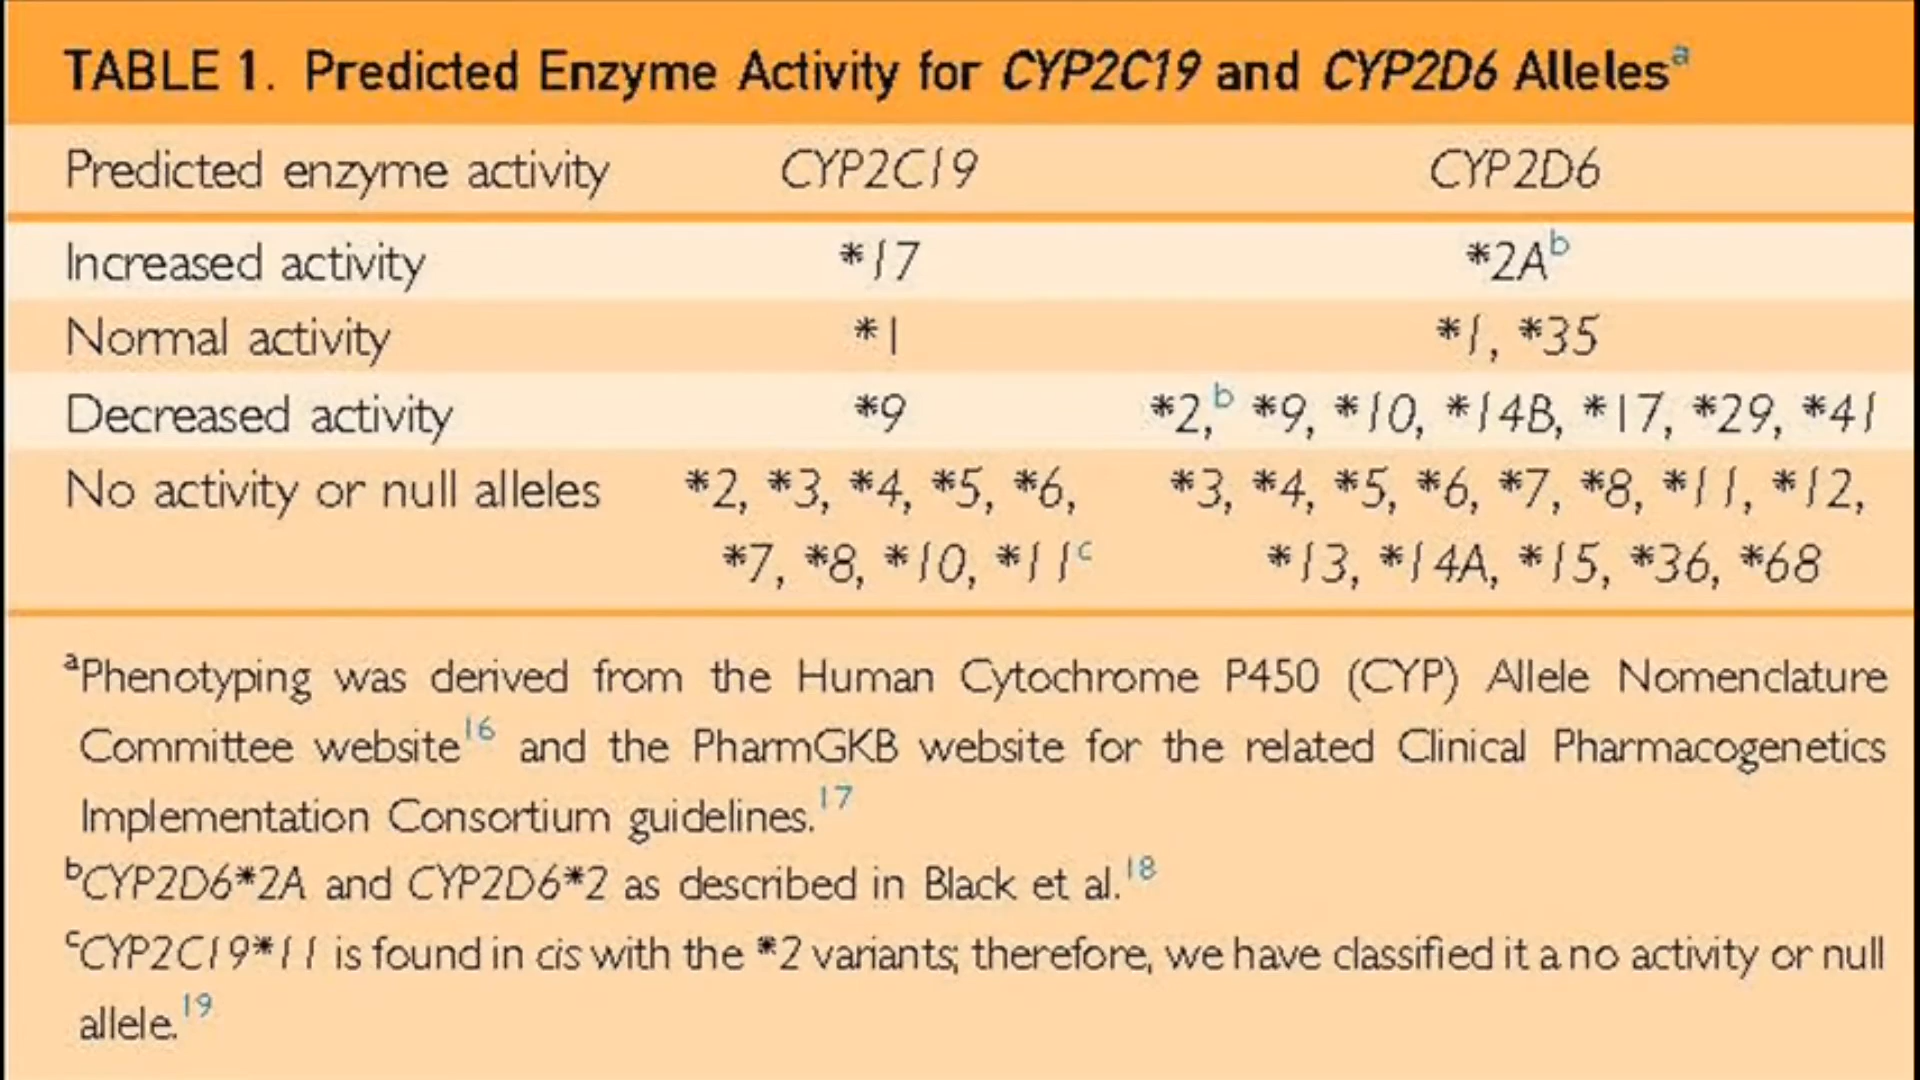 TABLE 1. Predicted Enzyme Activity for CYP2C19 and CYP2D6 Allelesa
Predicted enzyme activity CYP2C19 CYP2D6
Increased activity *17 *2Ab
Normal activity *1 *1, *35
Decreased activity *9 *2,b *9, *10, *14B, *17, *29, *41
No activity or null alleles *2, *3, *4, *5, *6, *3, *4, *5, *6, *7, *8, *11, *12,
*7, *8, *10, *11c *13, *14A, *15, *36, *68
aPhenotyping was derived from the Human Cytochrome P450 (CYP) Allele Nomenclature
Committee website16 and the PharmGKB website for the related Clinical Pharmacogenetics
Implementation Consortium guidelines.17
bCYP2D6*2A and CYP2D6*2 as described in Black et al.18
cCYP2C19*11 is found in cis with the *2 variants; therefore, we have classified it a no activity or null
allele.19